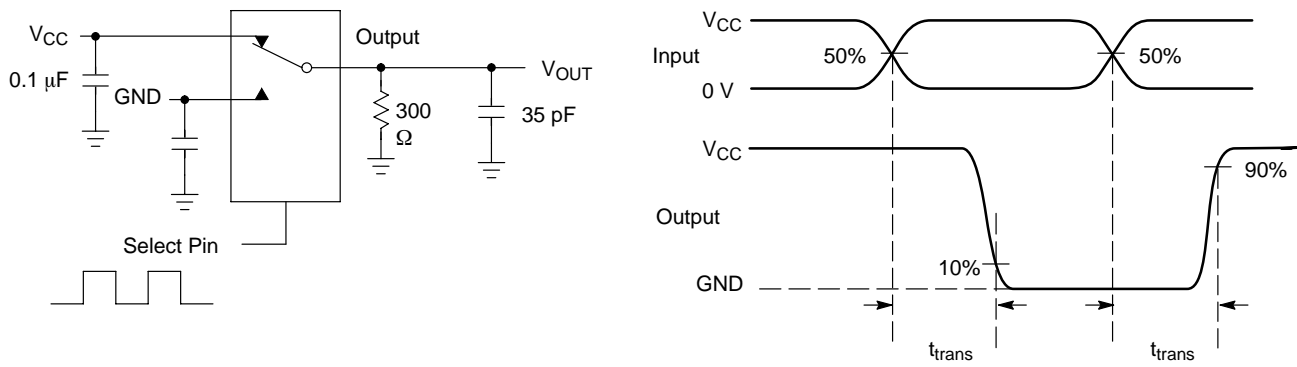 VCC
0.1 μF
GND
Output
VOUT
300
Ω
35 pF
Select Pin
VCC
Input
0 V
50%
50%
VCC
Output
GND
10%
90%
ttrans
ttrans